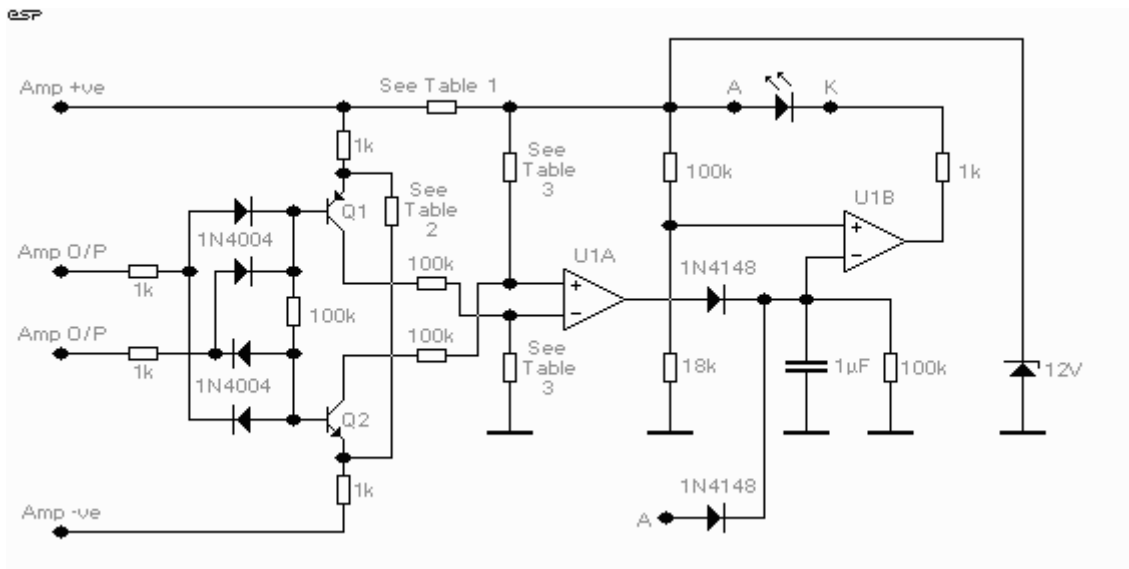 esp
Amp +ve
See Table 1
A
K
1k
See
Table
3
100k
1k
See
Table
2
Q1
U1B
+
-
1N4004
Amp O/P
1k
100k
U1A
+
-
1N4148
100k
Amp O/P
1k
100k
See
Table
3
18k
1µF
100k
12V
1N4004
Q2
1k
Amp -ve
1N4148
A